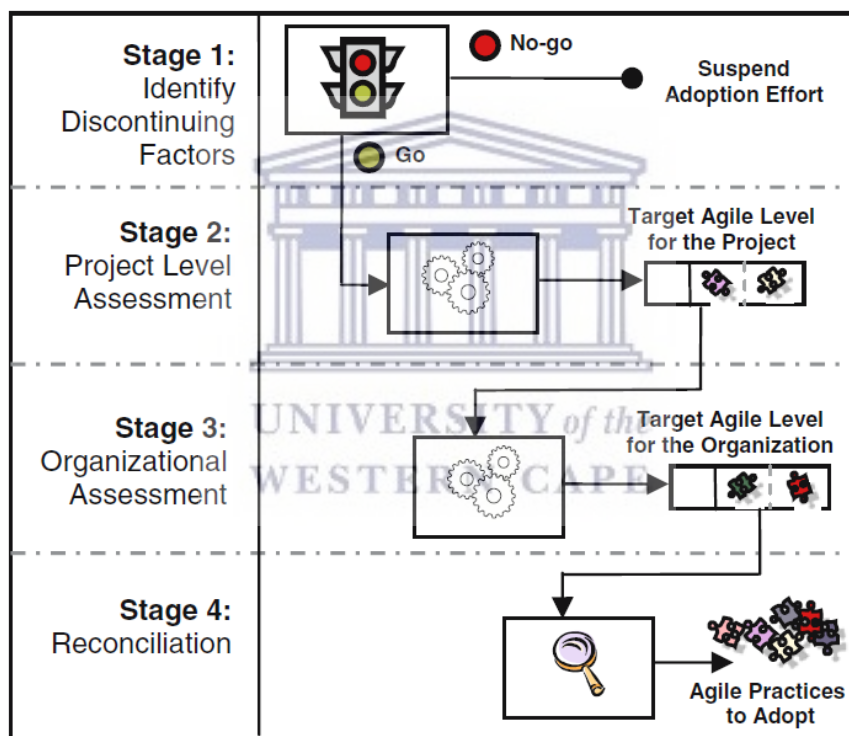 Stage 1:
Identify
Discontinuing
Factors
No-go
Suspend
Adoption Effort
Go
Stage 2:
Project Level
Assessment
Target Agile Level
for the Project
Stage 3:
Organizational
Assessment
UNIVERSITY of the
WESTERN CAPE
Target Agile Level
for the Organization
Stage 4:
Reconciliation
Agile Practices
to Adopt